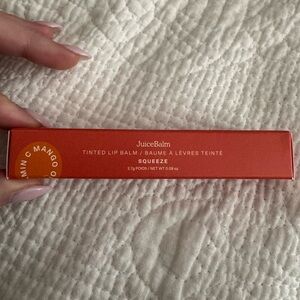 MIN C MANGO O
JuiceBalm
TINTED LIP BALM / BAUME À LÈVRES TEINTÉ
SQUEEZE